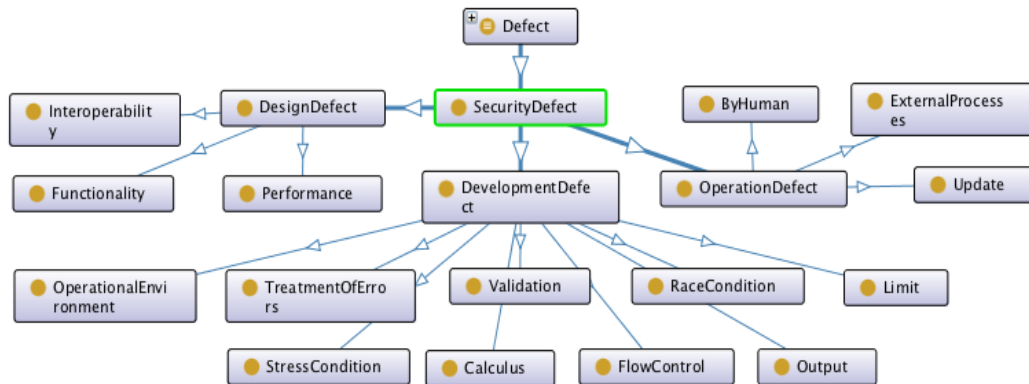 Defect
Interoperabilit
y
DesignDefect
SecurityDefect
ByHuman
ExternalProcess
es
Functionality
Performance
DevelopmentDefe
ct
OperationDefect
Update
OperationalEnvi
ronment
TreatmentOfErro
rs
Validation
RaceCondition
Limit
StressCondition
Calculus
FlowControl
Output